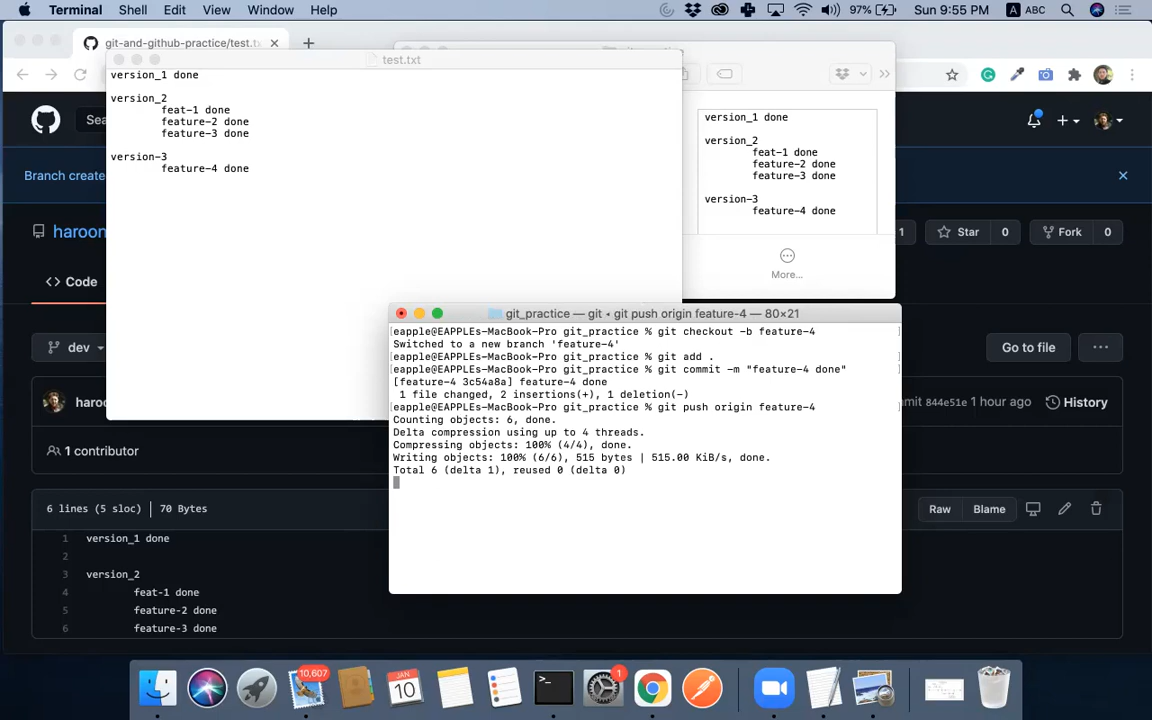 Terminal Shell Edit View Window Help 97% Sun 9:55 PM A ABC
git-and-github-practice/test.tx
test.txt
version_1 done
version_2
feat-1 done
feature-2 done
feature-3 done
version-3
feature-4 done
version_1 done
version_2
feat-1 done
feature-2 done
feature-3 done
version-3
feature-4 done
More...
Sea
Branch create
haroon
1 Star 0 Fork 0
Code
dev
Go to file
haroo
844e51e 1 hour ago History
1 contributor
6 lines (5 sloc) 70 Bytes
Raw Blame
1 version_1 done
2
3 version_2
4 feat-1 done
5 feature-2 done
6 feature-3 done
git_practice — git ◂ git push origin feature-4 — 80×21
[eapple@EAPPLEs-MacBook-Pro git_practice % git checkout -b feature-4 ]
Switched to a new branch 'feature-4'
[eapple@EAPPLEs-MacBook-Pro git_practice % git add . ]
[eapple@EAPPLEs-MacBook-Pro git_practice % git commit -m "feature-4 done" ]
[feature-4 3c54a8a] feature-4 done
1 file changed, 2 insertions(+), 1 deletion(-)
[eapple@EAPPLEs-MacBook-Pro git_practice % git push origin feature-4 ]
Counting objects: 6, done.
Delta compression using up to 4 threads.
Compressing objects: 100% (4/4), done.
Writing objects: 100% (6/6), 515 bytes | 515.00 KiB/s, done.
Total 6 (delta 1), reused 0 (delta 0)
10,607
JAN
10
1